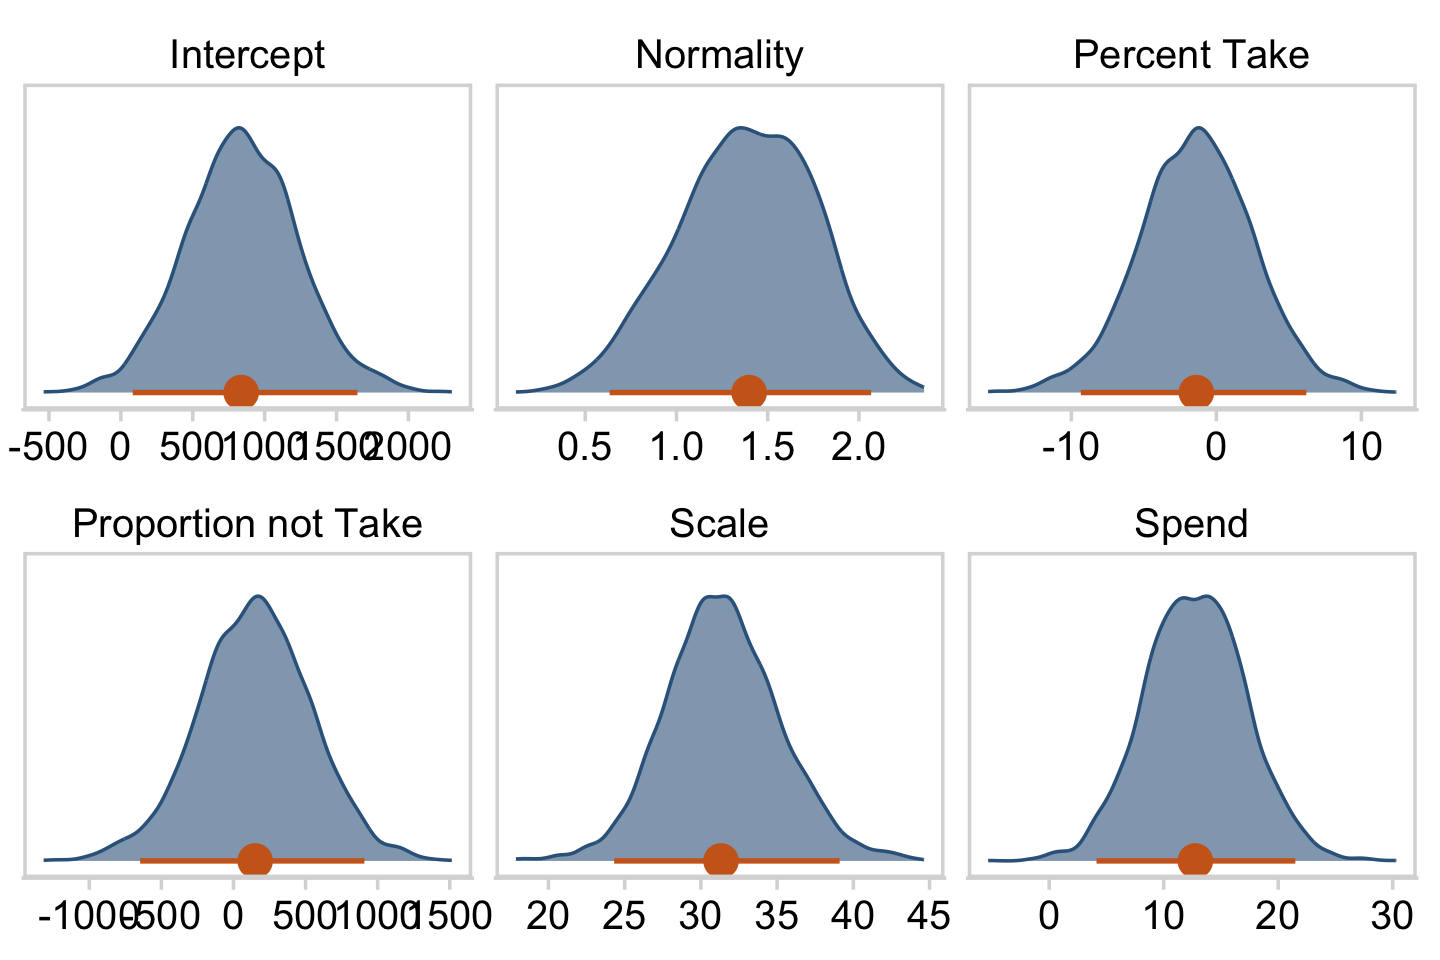 Intercept Normality Percent Take
-500 0 500 1000 1500 2000 0.5 1.0 1.5 2.0 -10 0 10
Proportion not Take Scale Spend
-1000 -500 0 500 1000 1500 20 25 30 35 40 45 0 10 20 30